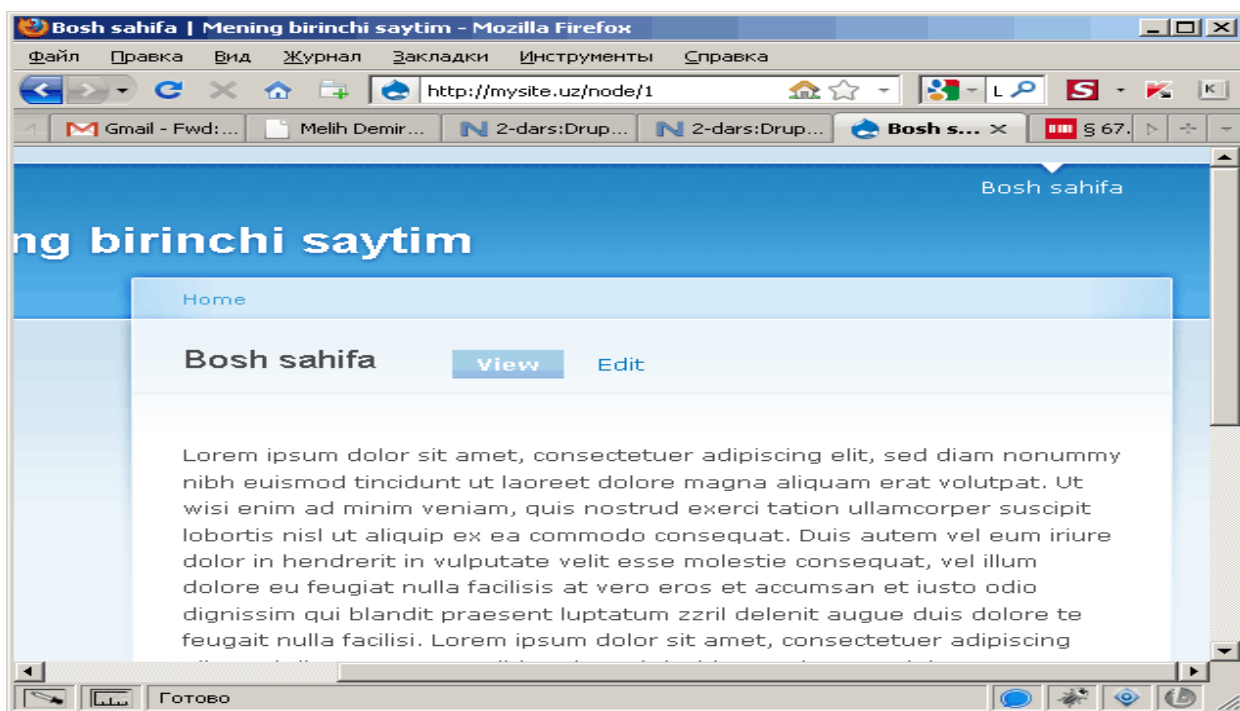 Bosh sahifa | Mening birinchi saytim - Mozilla Firefox
Файл Правка Вид Журнал Закладки Инструменты Справка
http://mysite.uz/node/1 L S K
Gmail - Fwd:... Melih Demir... N 2-dars:Drup... N 2-dars:Drup... Bosh s... § 67.
Bosh sahifa
ng birinchi saytim
Home
Bosh sahifa View Edit
Lorem ipsum dolor sit amet, consectetuer adipiscing elit, sed diam nonummy
nibh euismod tincidunt ut laoreet dolore magna aliquam erat volutpat. Ut
wisi enim ad minim veniam, quis nostrud exerci tation ullamcorper suscipit
lobortis nisl ut aliquip ex ea commodo consequat. Duis autem vel eum iriure
dolor in hendrerit in vulputate velit esse molestie consequat, vel illum
dolore eu feugiat nulla facilisis at vero eros et accumsan et iusto odio
dignissim qui blandit praesent luptatum zzril delenit augue duis dolore te
feugait nulla facilisi. Lorem ipsum dolor sit amet, consectetuer adipiscing
Готово